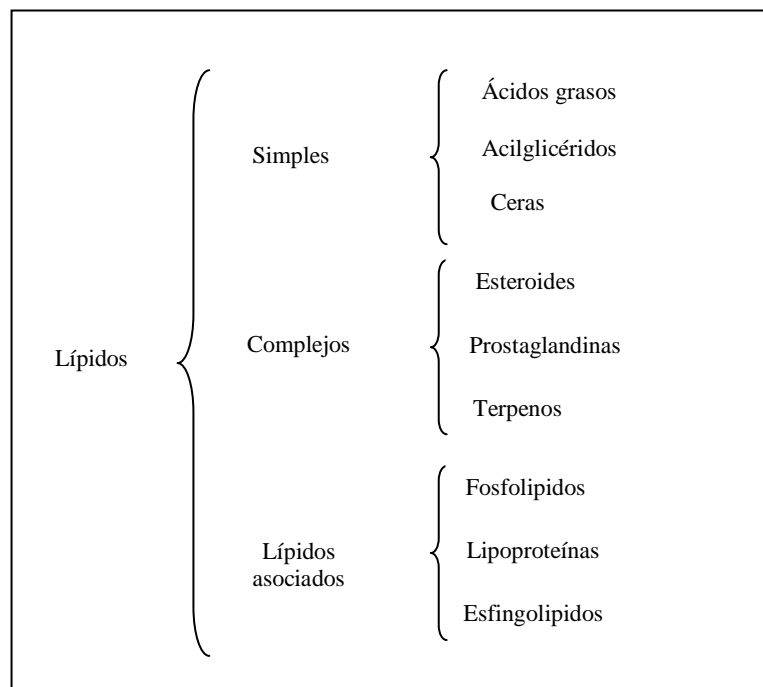 Lípidos
Simples
Ácidos grasos
Acilglicéridos
Ceras
Complejos
Esteroides
Prostaglandinas
Terpenos
Lípidos
asociados
Fosfolipidos
Lipoproteínas
Esfingolipidos